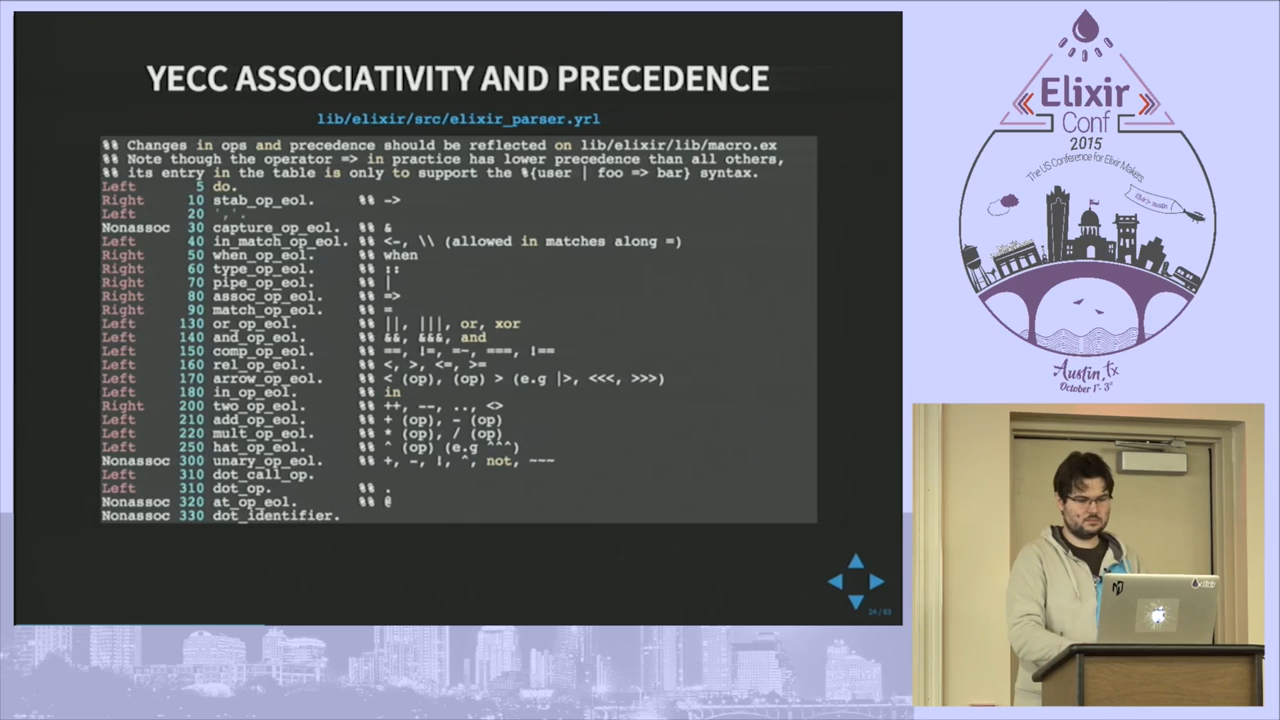 YECC ASSOCIATIVITY AND PRECEDENCE
lib/elixir/src/elixir_parser.yrl
%% Changes in ops and precedence should be reflected on lib/elixir/lib/macro.ex
%% Note though the operator => in practice has lower precedence than all others,
%% its entry in the table is only to support the %{user | foo => bar} syntax.
Left 5 do.
Right 10 stab_op_eol. %% ->
Left 20 ','.
Nonassoc 30 capture_op_eol. %% &
Left 40 in_match_op_eol. %% <-, \\ (allowed in matches along =)
Right 50 when_op_eol. %% when
Right 60 type_op_eol. %% ::
Right 70 pipe_op_eol. %% |
Right 80 assoc_op_eol. %% =>
Right 90 match_op_eol. %% =
Left 130 or_op_eol. %% ||, |||, or, xor
Left 140 and_op_eol. %% &&, &&&, and
Left 150 comp_op_eol. %% ==, !=, =~, ===, !==
Left 160 rel_op_eol. %% <, >, <=, >=
Left 170 arrow_op_eol. %% < (op), (op) > (e.g |>, <<<, >>>)
Left 180 in_op_eol. %% in
Right 200 two_op_eol. %% ++, --, .., <>
Left 210 add_op_eol. %% + (op), - (op)
Left 220 mult_op_eol. %% * (op), / (op)
Left 250 hat_op_eol. %% ^ (op) (e.g ^^^)
Nonassoc 300 unary_op_eol. %% +, -, !, ^, not, ~~~
Left 310 dot_call_op.
Left 310 dot_op. %% .
Nonassoc 320 at_op_eol. %% @
Nonassoc 330 dot_identifier.
24 / 83
Elixir
Conf
2015
The US Conference for Elixir Makers
Austin, Tx
October 1st - 3rd